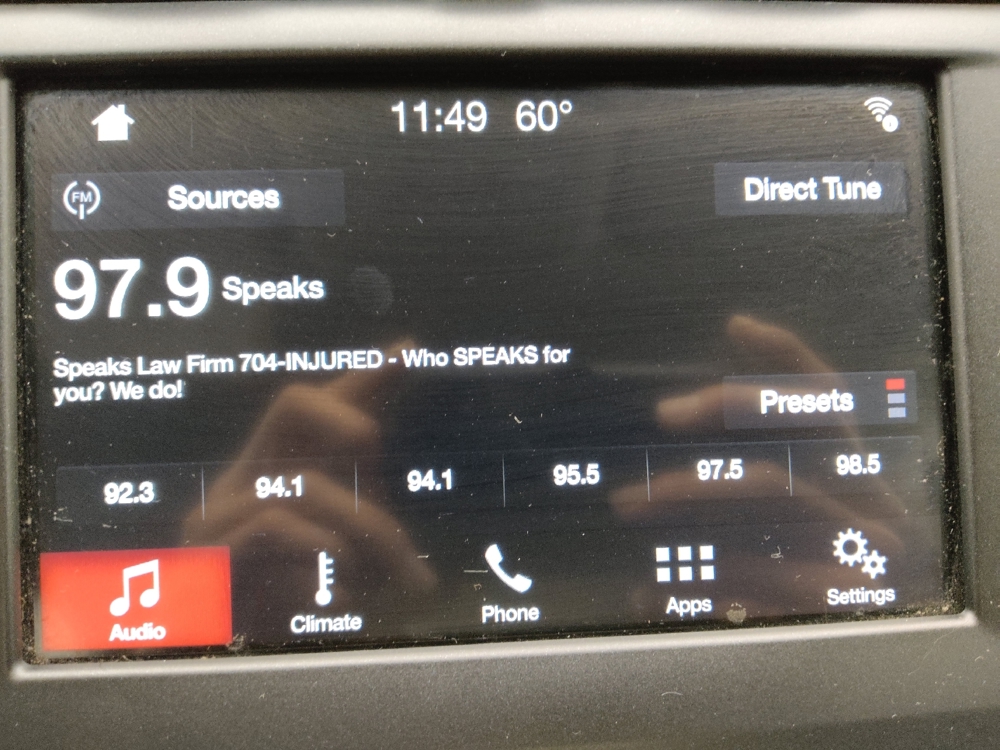 11:49 60°
FM Sources
Direct Tune
97.9 Speaks
Speaks Law Firm 704-INJURED - Who SPEAKS for
you? We do!
Presets
92.3 94.1 94.1 95.5 97.5 98.5
Audio Climate Phone Apps Settings